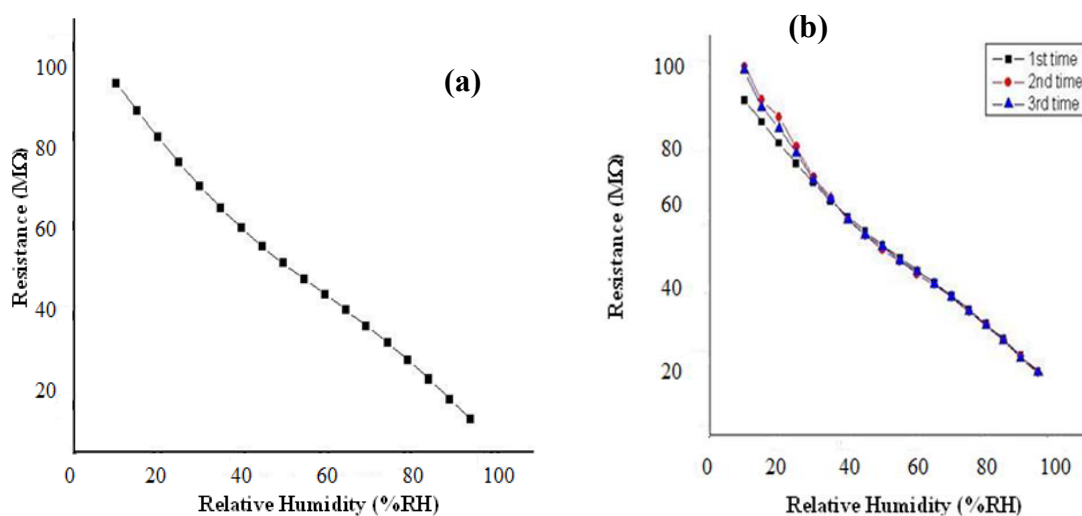 (a)
Resistance (MΩ)
100
80
60
40
20
0 20 40 60 80 100
Relative Humidity (%RH)
(b)
1st time
2nd time
3rd time
Resistance (MΩ)
100
80
60
40
20
0 20 40 60 80 100
Relative Humidity (%RH)